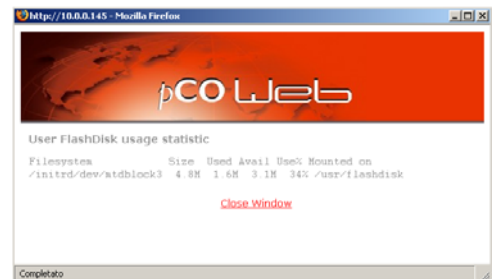 http://10.0.0.145 - Mozilla Firefox
pCO Web
User FlashDisk usage statistic
Filesystem Size Used Avail Use% Mounted on
/initrd/dev/mtdblock3 4.8M 1.6M 3.1M 34% /usr/flashdisk
Close Window
Completato